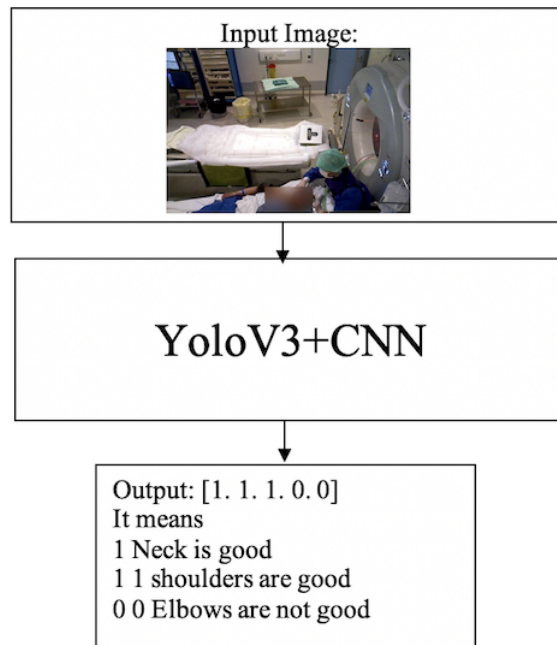 Input Image:
YoloV3+CNN
Output: [1. 1. 1. 0. 0]
It means
1 Neck is good
1 1 shoulders are good
0 0 Elbows are not good